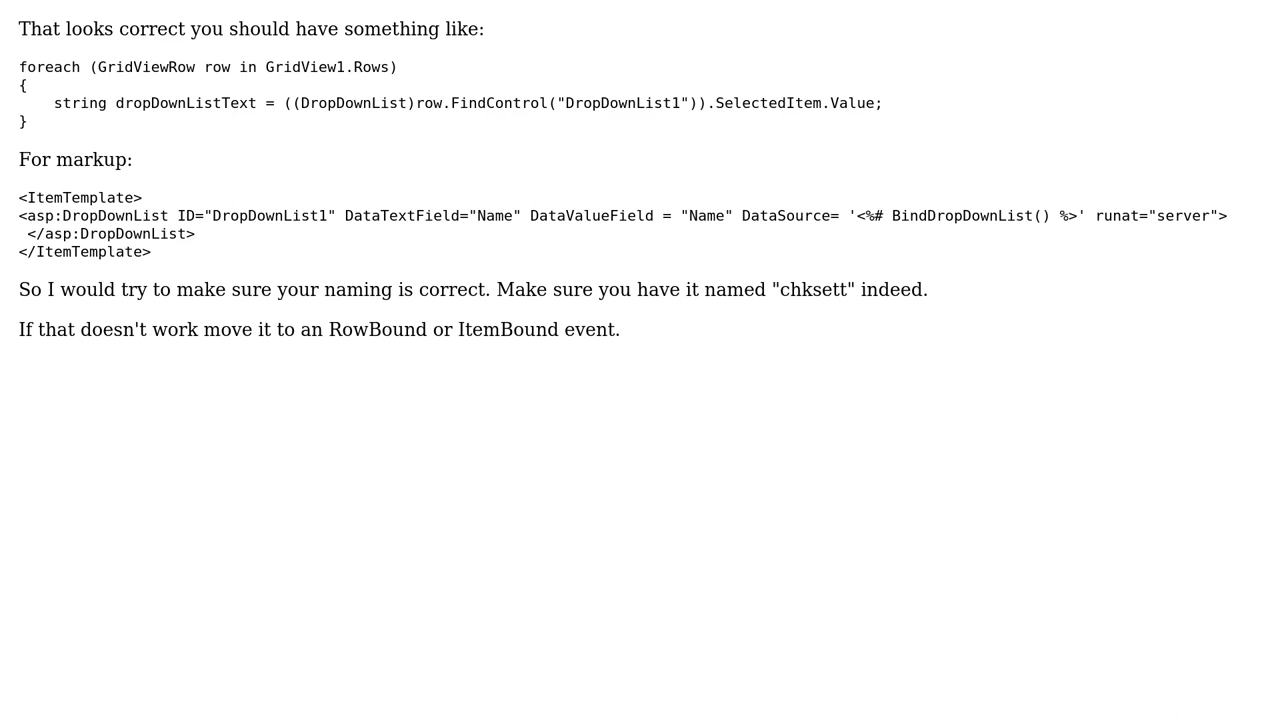 That looks correct you should have something like:
foreach (GridViewRow row in GridView1.Rows)
{
    string dropDownListText = ((DropDownList)row.FindControl("DropDownList1")).SelectedItem.Value;
}
For markup:
<ItemTemplate>
<asp:DropDownList ID="DropDownList1" DataTextField="Name" DataValueField = "Name" DataSource= '<%# BindDropDownList() %>' runat="server">
 </asp:DropDownList>
</ItemTemplate>
So I would try to make sure your naming is correct. Make sure you have it named "chksett" indeed.
If that doesn't work move it to an RowBound or ItemBound event.